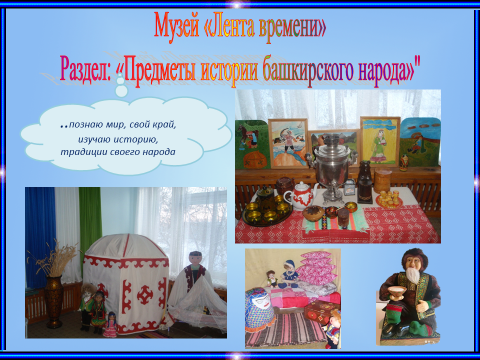 Музей «Лента времени»
Раздел: «Предметы истории башкирского народа»"
..познаю мир, свой край,
изучаю историю,
традиции своего народа